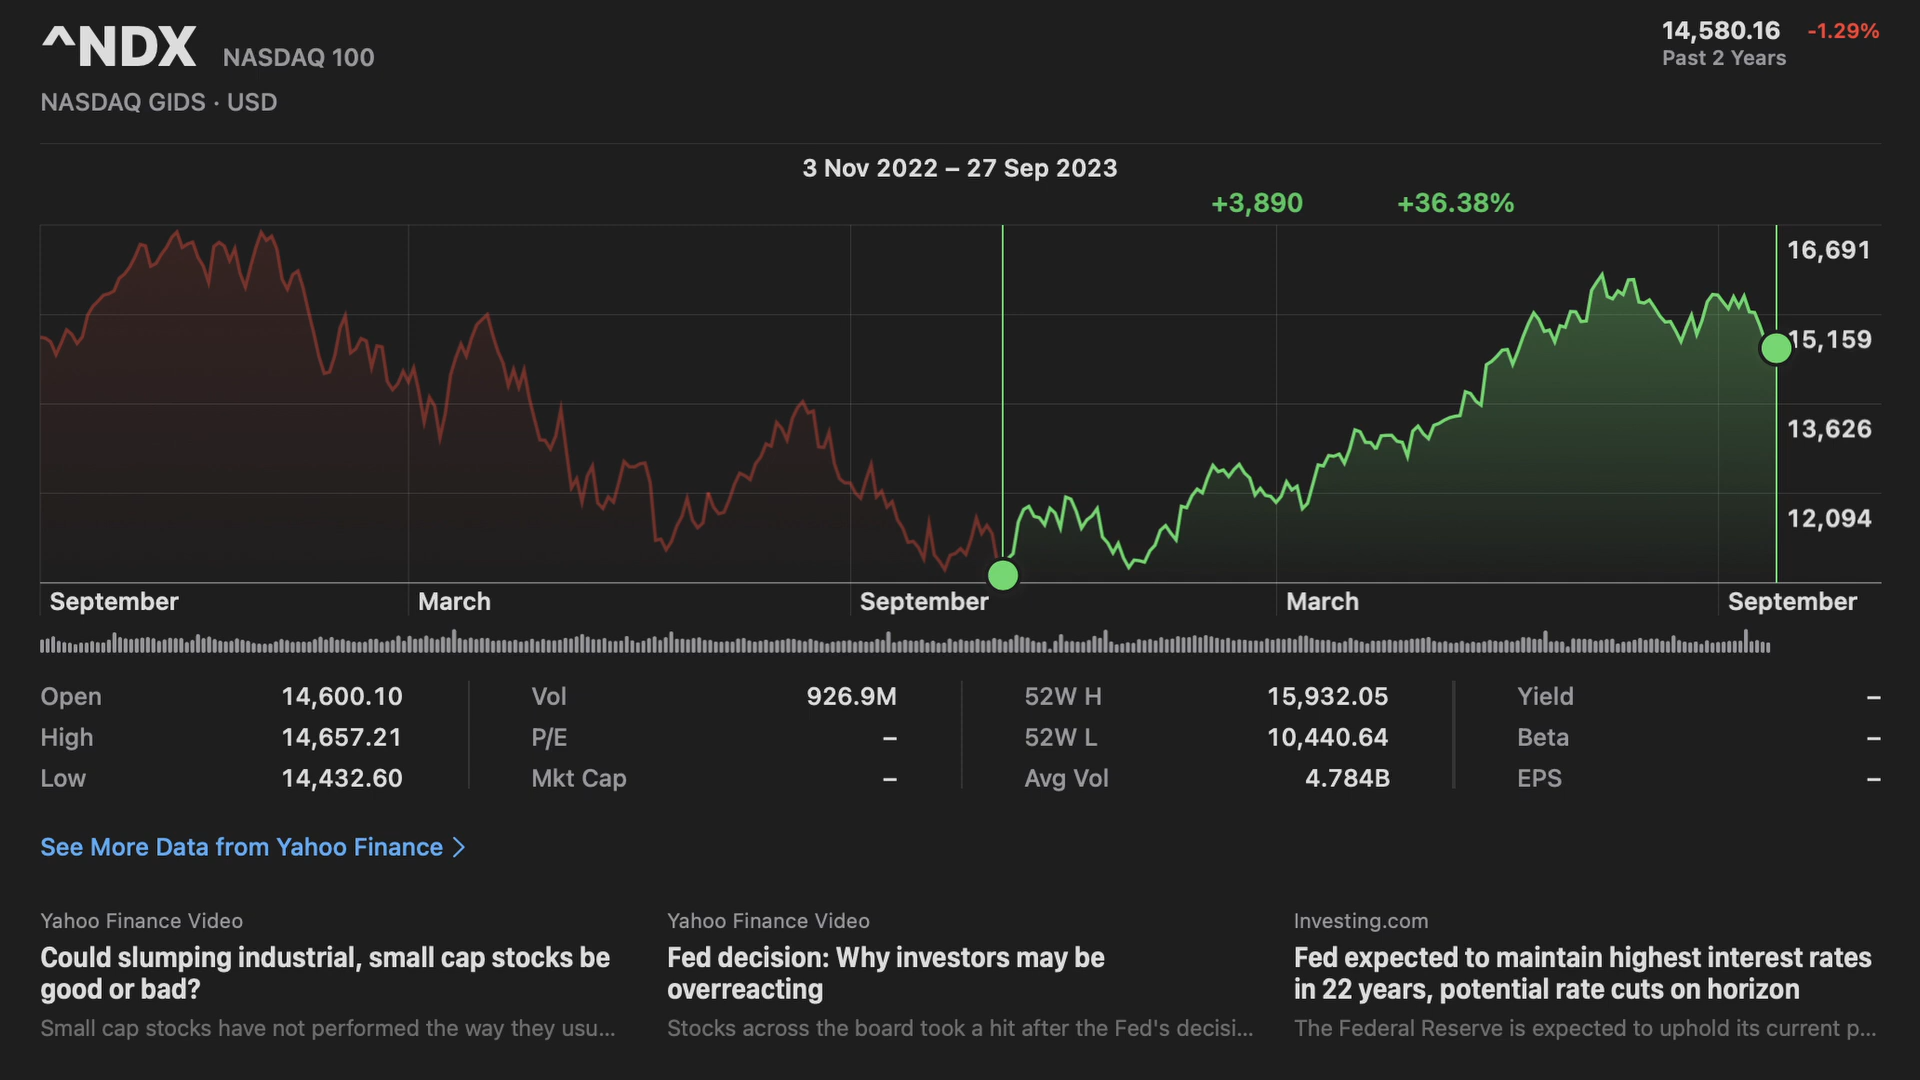 ^NDX NASDAQ 100
14,580.16 -1.29%
Past 2 Years
NASDAQ GIDS · USD
3 Nov 2022 – 27 Sep 2023
+3,890 +36.38%
16,691
15,159
13,626
12,094
September March September March September
Open 14,600.10
High 14,657.21
Low 14,432.60
Vol 926.9M
P/E –
Mkt Cap –
52W H 15,932.05
52W L 10,440.64
Avg Vol 4.784B
Yield –
Beta –
EPS –
See More Data from Yahoo Finance >
Yahoo Finance Video
Could slumping industrial, small cap stocks be
good or bad?
Small cap stocks have not performed the way they usu...
Yahoo Finance Video
Fed decision: Why investors may be
overreacting
Stocks across the board took a hit after the Fed's decisi...
Investing.com
Fed expected to maintain highest interest rates
in 22 years, potential rate cuts on horizon
The Federal Reserve is expected to uphold its current p...